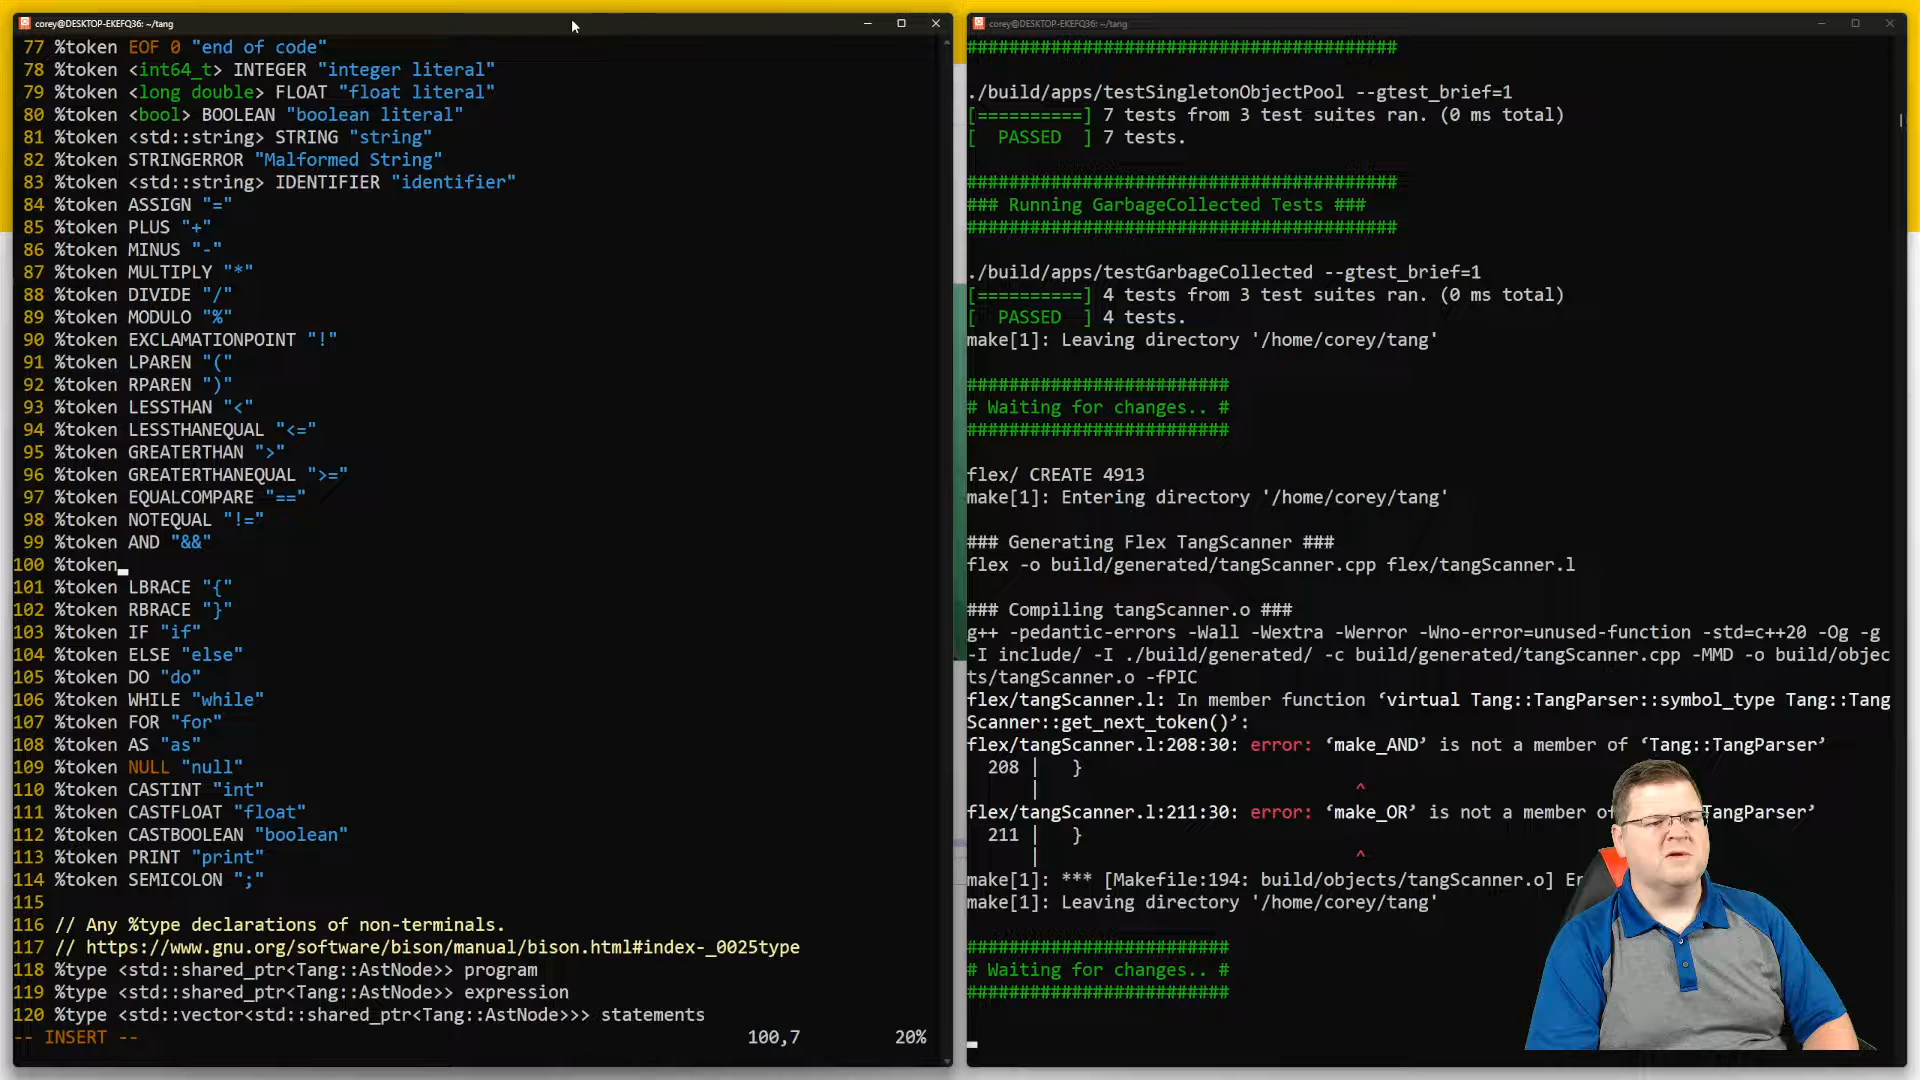 corey@DESKTOP-EKEFQ36: ~/tang
77 %token EOF 0 "end of code"
78 %token <int64_t> INTEGER "integer literal"
79 %token <long double> FLOAT "float literal"
80 %token <bool> BOOLEAN "boolean literal"
81 %token <std::string> STRING "string"
82 %token STRINGERROR "Malformed String"
83 %token <std::string> IDENTIFIER "identifier"
84 %token ASSIGN "="
85 %token PLUS "+"
86 %token MINUS "-"
87 %token MULTIPLY "*"
88 %token DIVIDE "/"
89 %token MODULO "%"
90 %token EXCLAMATIONPOINT "!"
91 %token LPAREN "("
92 %token RPAREN ")"
93 %token LESSTHAN "<"
94 %token LESSTHANEQUAL "<="
95 %token GREATERTHAN ">"
96 %token GREATERTHANEQUAL ">="
97 %token EQUALCOMPARE "=="
98 %token NOTEQUAL "!="
99 %token AND "&&"
100 %token
101 %token LBRACE "{"
102 %token RBRACE "}"
103 %token IF "if"
104 %token ELSE "else"
105 %token DO "do"
106 %token WHILE "while"
107 %token FOR "for"
108 %token AS "as"
109 %token NULL "null"
110 %token CASTINT "int"
111 %token CASTFLOAT "float"
112 %token CASTBOOLEAN "boolean"
113 %token PRINT "print"
114 %token SEMICOLON ";"
115
116 // Any %type declarations of non-terminals.
117 // https://www.gnu.org/software/bison/manual/bison.html#index-_0025type
118 %type <std::shared_ptr<Tang::AstNode>> program
119 %type <std::shared_ptr<Tang::AstNode>> expression
120 %type <std::vector<std::shared_ptr<Tang::AstNode>>> statements
-- INSERT -- 100,7 20%
corey@DESKTOP-EKEFQ36: ~/tang
#########################################
./build/apps/testSingletonObjectPool --gtest_brief=1
[==========] 7 tests from 3 test suites ran. (0 ms total)
[  PASSED  ] 7 tests.
#########################################
### Running GarbageCollected Tests ###
#########################################
./build/apps/testGarbageCollected --gtest_brief=1
[==========] 4 tests from 3 test suites ran. (0 ms total)
[  PASSED  ] 4 tests.
make[1]: Leaving directory '/home/corey/tang'
#########################
# Waiting for changes.. #
#########################
flex/ CREATE 4913
make[1]: Entering directory '/home/corey/tang'
### Generating Flex TangScanner ###
flex -o build/generated/tangScanner.cpp flex/tangScanner.l
### Compiling tangScanner.o ###
g++ -pedantic-errors -Wall -Wextra -Werror -Wno-error=unused-function -std=c++20 -Og -g
-I include/ -I ./build/generated/ -c build/generated/tangScanner.cpp -MMD -o build/objec
ts/tangScanner.o -fPIC
flex/tangScanner.l: In member function ‘virtual Tang::TangParser::symbol_type Tang::Tang
Scanner::get_next_token()’:
flex/tangScanner.l:208:30: error: ‘make_AND’ is not a member of ‘Tang::TangParser’
208 | }
| ^
flex/tangScanner.l:211:30: error: ‘make_OR’ is not a member of TangParser’
211 | }
| ^
make[1]: *** [Makefile:194: build/objects/tangScanner.o] Er
make[1]: Leaving directory '/home/corey/tang'
#########################
# Waiting for changes.. #
#########################